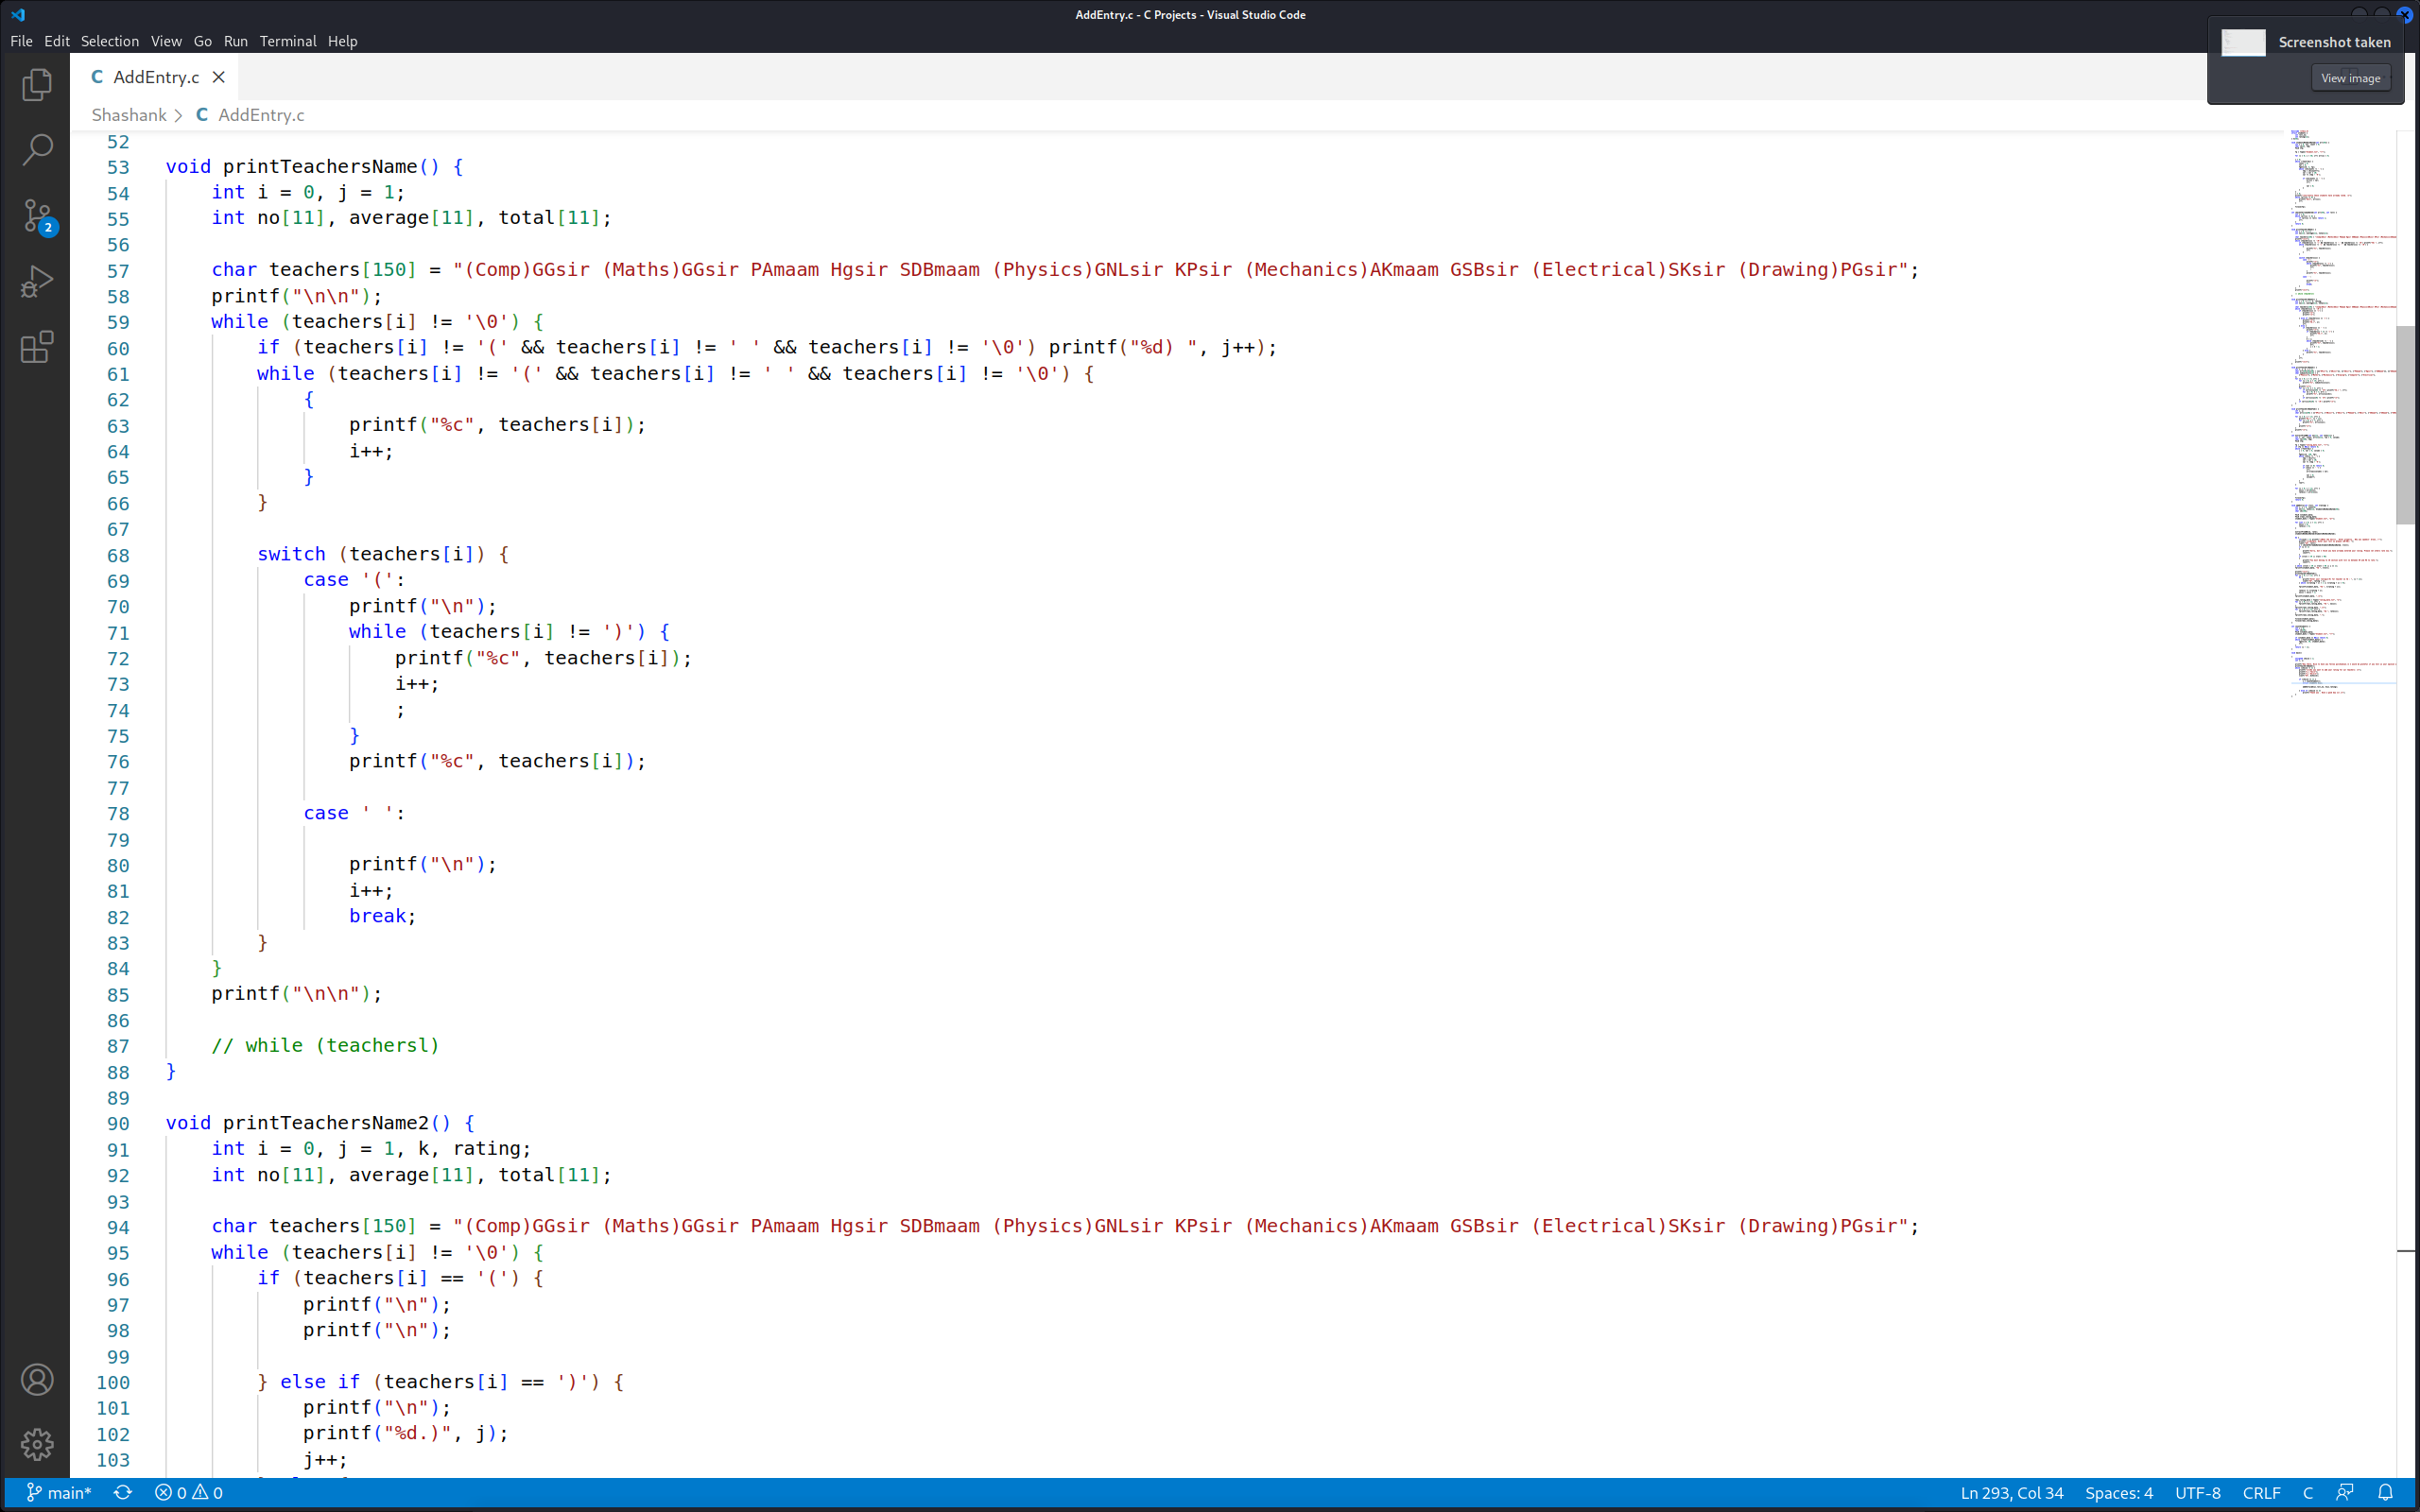 AddEntry.c - C Projects - Visual Studio Code
File Edit Selection View Go Run Terminal Help
Screenshot taken
View image
C AddEntry.c
Shashank > C AddEntry.c
2
52
53 void printTeachersName() {
54     int i = 0, j = 1;
55     int no[11], average[11], total[11];
56
57     char teachers[150] = "(Comp)GGsir (Maths)GGsir PAmaam Hgsir SDBmaam (Physics)GNLsir KPsir (Mechanics)AKmaam GSBsir (Electrical)SKsir (Drawing)PGsir";
58     printf("\n\n");
59     while (teachers[i] != '\0') {
60         if (teachers[i] != '(' && teachers[i] != ' ' && teachers[i] != '\0') printf("%d) ", j++);
61         while (teachers[i] != '(' && teachers[i] != ' ' && teachers[i] != '\0') {
62             {
63                 printf("%c", teachers[i]);
64                 i++;
65             }
66         }
67
68         switch (teachers[i]) {
69             case '(':
70                 printf("\n");
71                 while (teachers[i] != ')') {
72                     printf("%c", teachers[i]);
73                     i++;
74                     ;
75                 }
76                 printf("%c", teachers[i]);
77
78             case ' ':
79
80                 printf("\n");
81                 i++;
82                 break;
83         }
84     }
85     printf("\n\n");
86
87     // while (teachersl)
88 }
89
90 void printTeachersName2() {
91     int i = 0, j = 1, k, rating;
92     int no[11], average[11], total[11];
93
94     char teachers[150] = "(Comp)GGsir (Maths)GGsir PAmaam Hgsir SDBmaam (Physics)GNLsir KPsir (Mechanics)AKmaam GSBsir (Electrical)SKsir (Drawing)PGsir";
95     while (teachers[i] != '\0') {
96         if (teachers[i] == '(') {
97             printf("\n");
98             printf("\n");
99
100         } else if (teachers[i] == ')') {
101             printf("\n");
102             printf("%d.)", j);
103             j++;
main* 0 0 Ln 293, Col 34 Spaces: 4 UTF-8 CRLF C